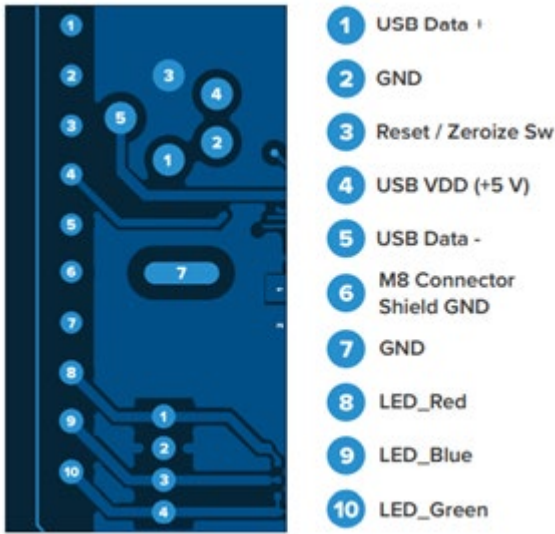 1 USB Data +
2 GND
3 Reset / Zeroize Sw
4 USB VDD (+5 V)
5 USB Data -
6 M8 Connector
Shield GND
7 GND
8 LED_Red
9 LED_Blue
10 LED_Green
1
2
3
4
5
6
7
8
9
10
3
4
5
2
1
7
1
2
3
4